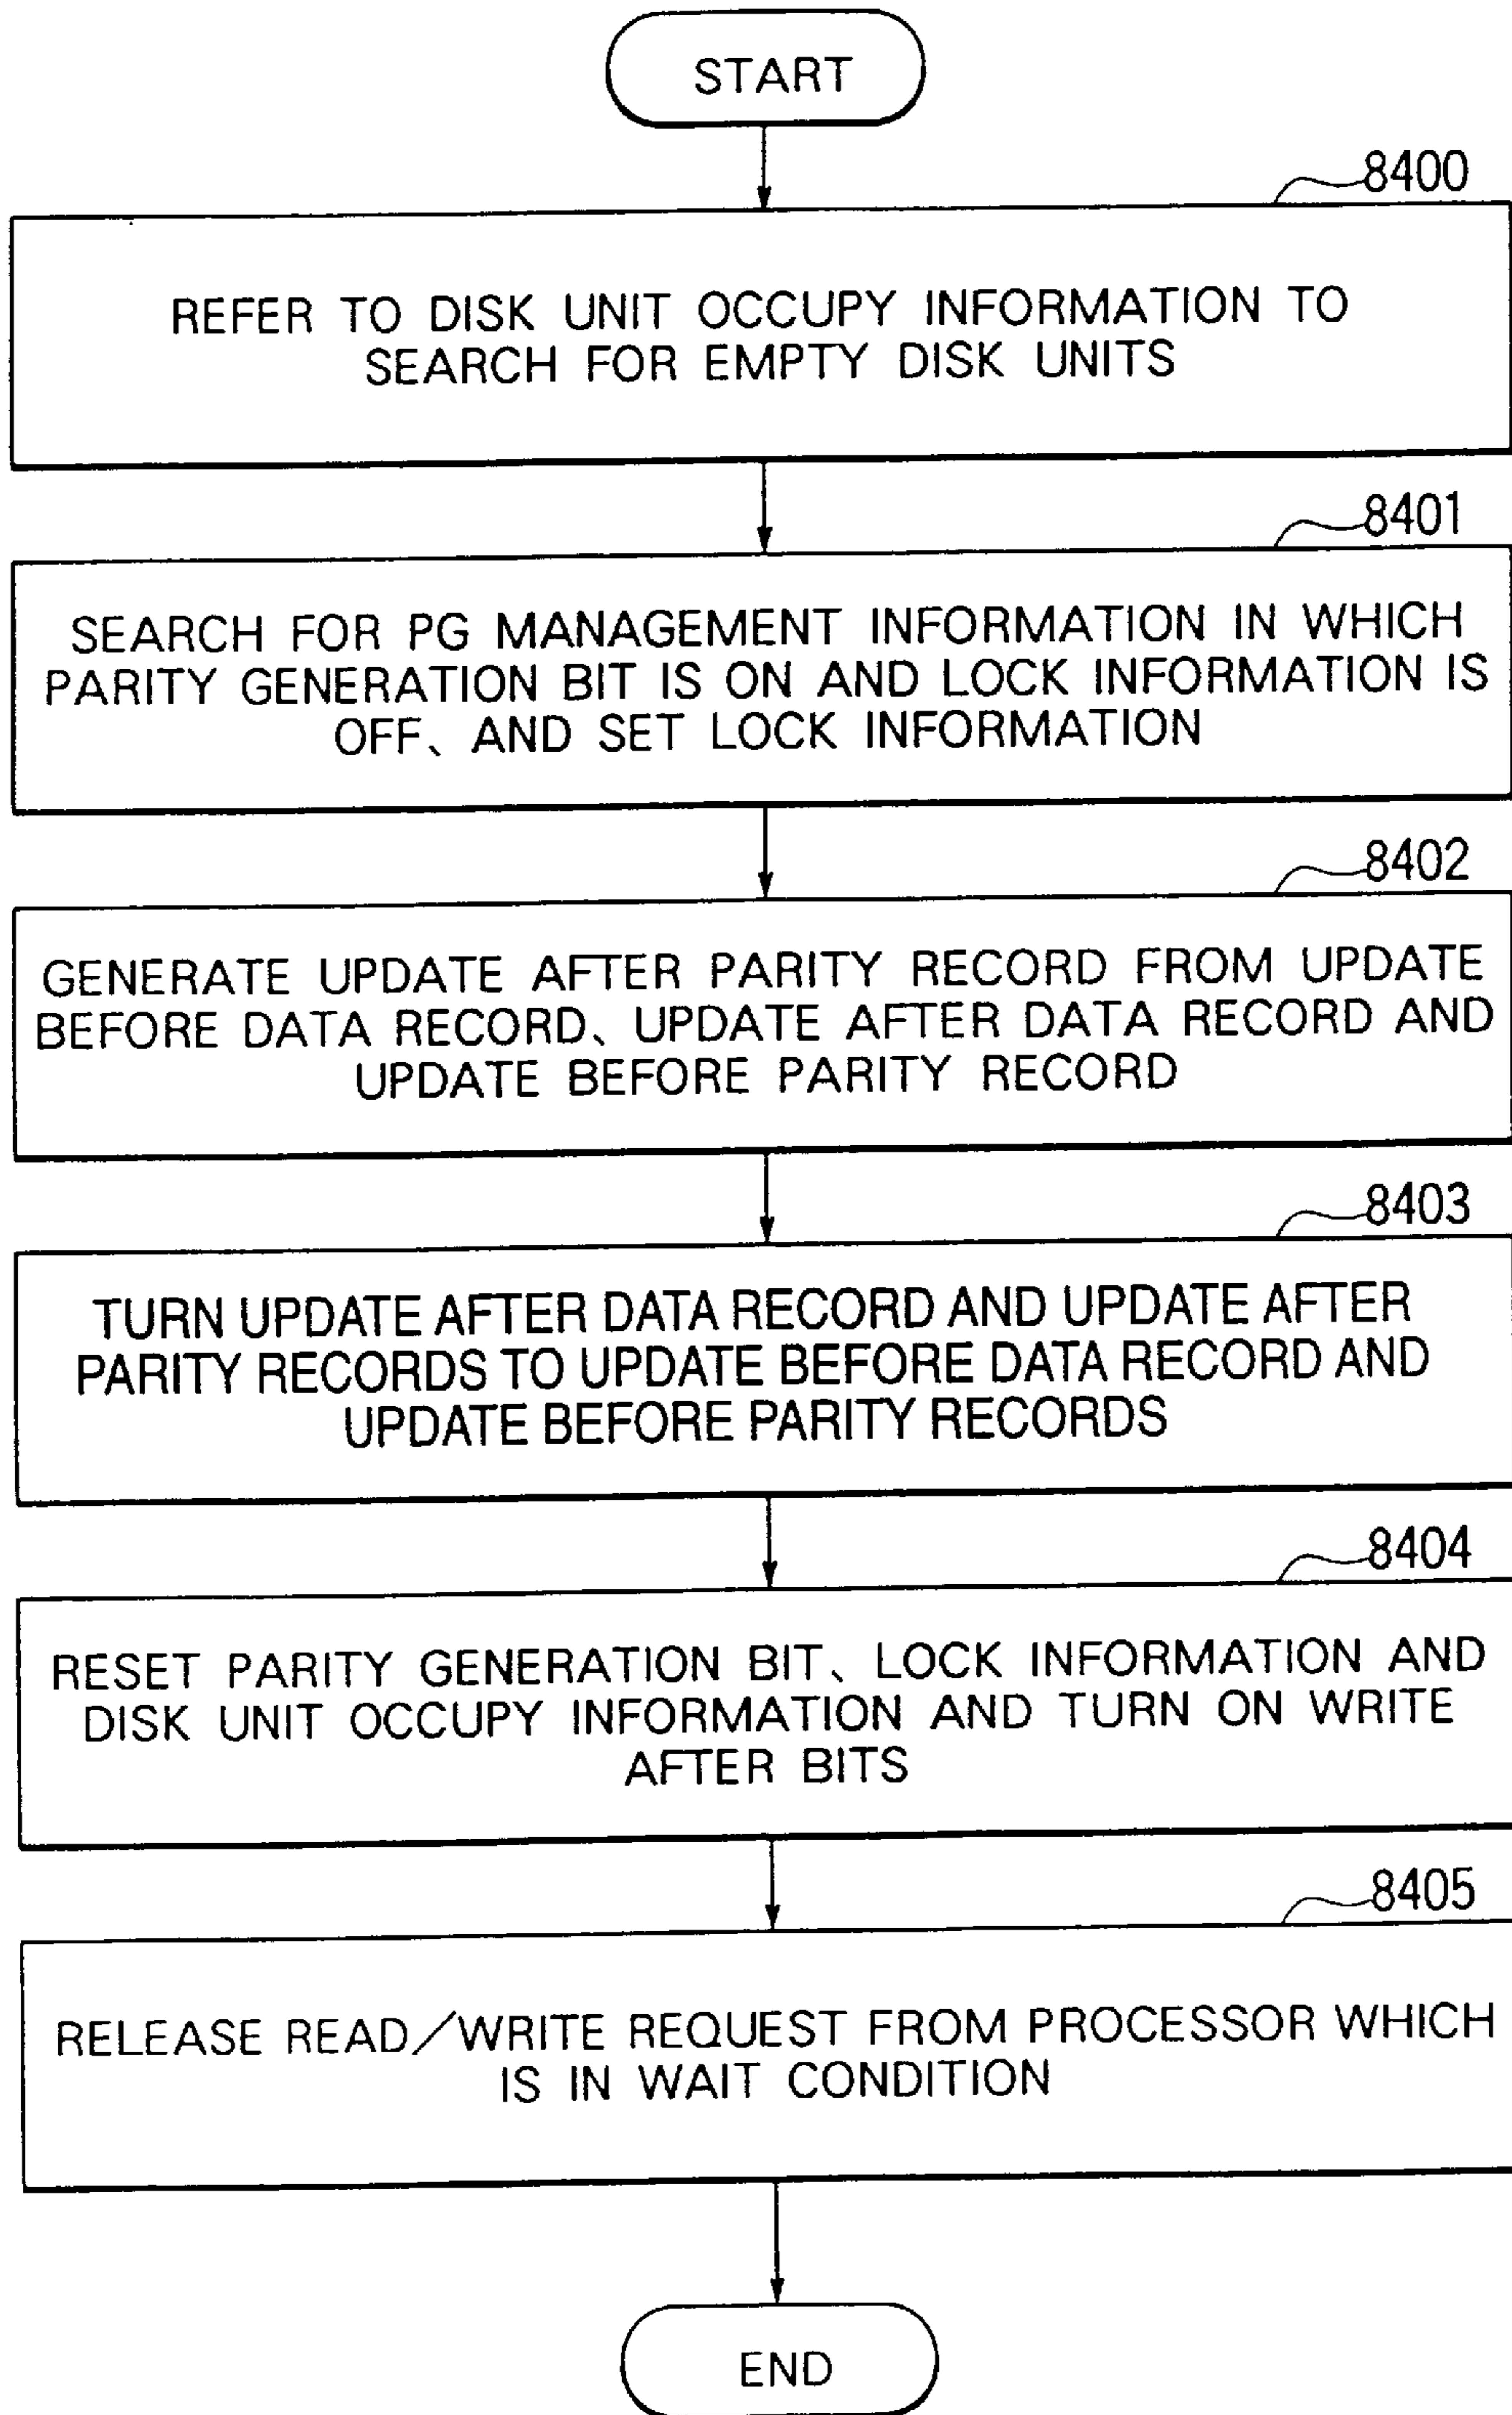 START
8400
REFER TO DISK UNIT OCCUPY INFORMATION TO
SEARCH FOR EMPTY DISK UNITS
8401
SEARCH FOR PG MANAGEMENT INFORMATION IN WHICH
PARITY GENERATION BIT IS ON AND LOCK INFORMATION IS
OFF、AND SET LOCK INFORMATION
8402
GENERATE UPDATE AFTER PARITY RECORD FROM UPDATE
BEFORE DATA RECORD、UPDATE AFTER DATA RECORD AND
UPDATE BEFORE PARITY RECORD
8403
TURN UPDATE AFTER DATA RECORD AND UPDATE AFTER
PARITY RECORDS TO UPDATE BEFORE DATA RECORD AND
UPDATE BEFORE PARITY RECORDS
8404
RESET PARITY GENERATION BIT、LOCK INFORMATION AND
DISK UNIT OCCUPY INFORMATION AND TURN ON WRITE
AFTER BITS
8405
RELEASE READ/WRITE REQUEST FROM PROCESSOR WHICH
IS IN WAIT CONDITION
END